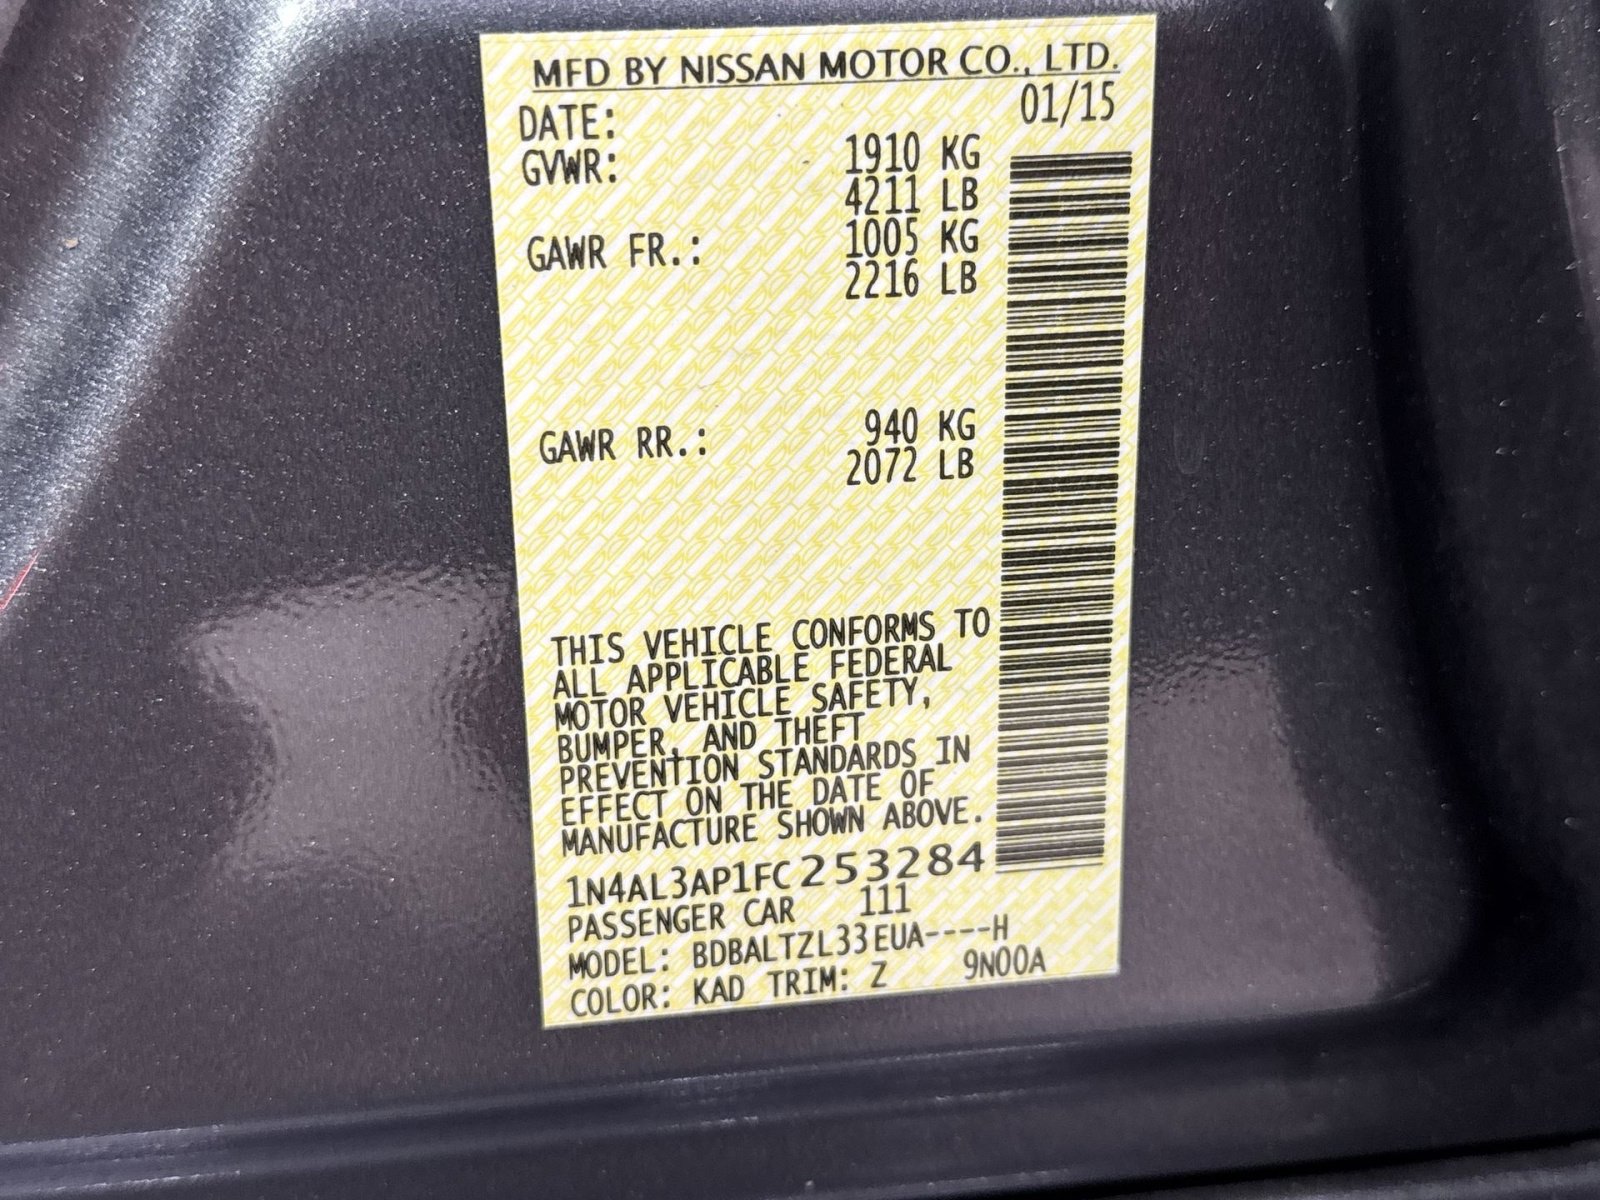 MFD BY NISSAN MOTOR CO., LTD.
DATE: 01/15
GVWR: 1910 KG
4211 LB
GAWR FR.: 1005 KG
2216 LB
GAWR RR.: 940 KG
2072 LB
THIS VEHICLE CONFORMS TO
ALL APPLICABLE FEDERAL
MOTOR VEHICLE SAFETY,
BUMPER, AND THEFT
PREVENTION STANDARDS IN
EFFECT ON THE DATE OF
MANUFACTURE SHOWN ABOVE.
1N4AL3AP1FC253284
PASSENGER CAR 111
MODEL: BDBALTZL33EUA----H
COLOR: KAD TRIM: Z 9N00A